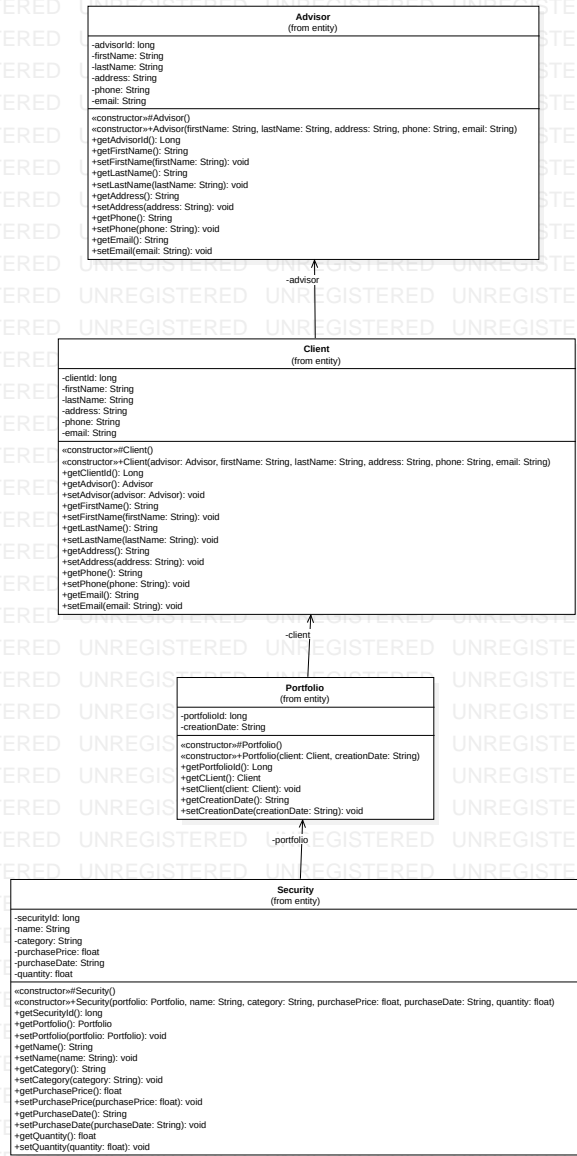 Advisor
(from entity)
-advisorId: long
-firstName: String
-lastName: String
-address: String
-phone: String
-email: String
«constructor»#Advisor()
«constructor»+Advisor(firstName: String, lastName: String, address: String, phone: String, email: String)
+getAdvisorId(): Long
+getFirstName(): String
+setFirstName(firstName: String): void
+getLastName(): String
+setLastName(lastName: String): void
+getAddress(): String
+setAddress(address: String): void
+getPhone(): String
+setPhone(phone: String): void
+getEmail(): String
+setEmail(email: String): void
-advisor
Client
(from entity)
-clientId: long
-firstName: String
-lastName: String
-address: String
-phone: String
-email: String
«constructor»#Client()
«constructor»+Client(advisor: Advisor, firstName: String, lastName: String, address: String, phone: String, email: String)
+getClientId(): Long
+getAdvisor(): Advisor
+setAdvisor(advisor: Advisor): void
+getFirstName(): String
+setFirstName(firstName: String): void
+getLastName(): String
+setLastName(lastName: String): void
+getAddress(): String
+setAddress(address: String): void
+getPhone(): String
+setPhone(phone: String): void
+getEmail(): String
+setEmail(email: String): void
-client
Portfolio
(from entity)
-portfolioId: long
-creationDate: String
«constructor»#Portfolio()
«constructor»+Portfolio(client: Client, creationDate: String)
+getPortfolioId(): Long
+getCLient(): Client
+setClient(client: Client): void
+getCreationDate(): String
+setCreationDate(creationDate: String): void
-portfolio
Security
(from entity)
-securityId: long
-name: String
-category: String
-purchasePrice: float
-purchaseDate: String
-quantity: float
«constructor»#Security()
«constructor»+Security(portfolio: Portfolio, name: String, category: String, purchasePrice: float, purchaseDate: String, quantity: float)
+getSecurityId(): long
+getPortfolio(): Portfolio
+setPortfolio(portfolio: Portfolio): void
+getName(): String
+setName(name: String): void
+getCategory(): String
+setCategory(category: String): void
+getPurchasePrice(): float
+setPurchasePrice(purchasePrice: float): void
+getPurchaseDate(): String
+setPurchaseDate(purchaseDate: String): void
+getQuantity(): float
+setQuantity(quantity: float): void
UNREGISTERED